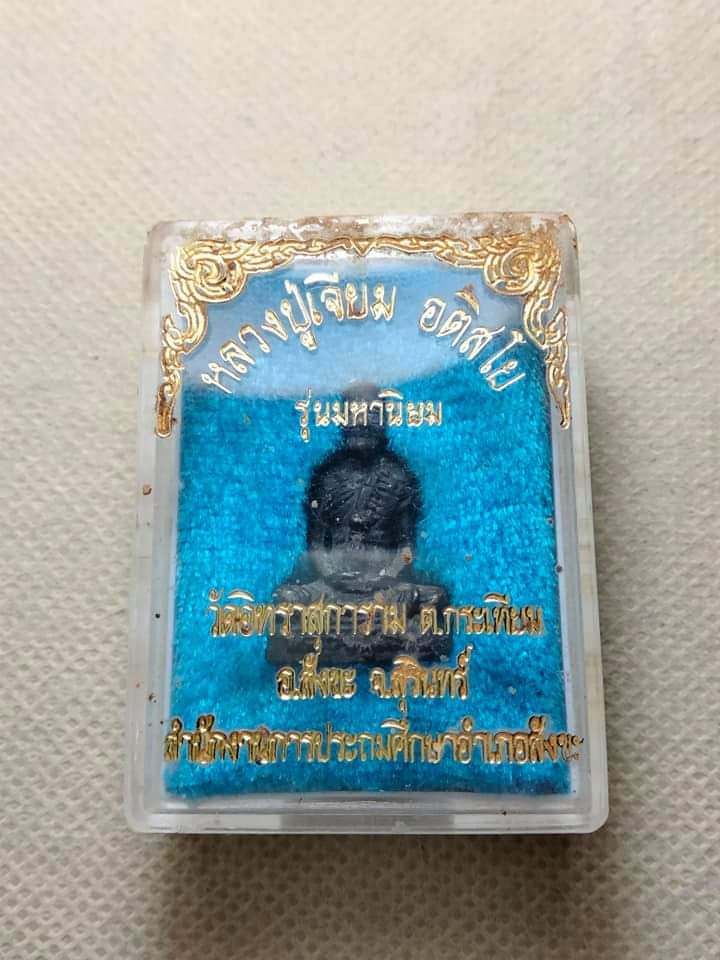 หลวงปู่เจียม อติสโย
รุ่นมหานิยม
วัดอิทราสุการาม ต.กระเทียม
อ.สังขะ จ.สุรินทร์
สำนักงานการประถมศึกษาอำเภอสังขะ